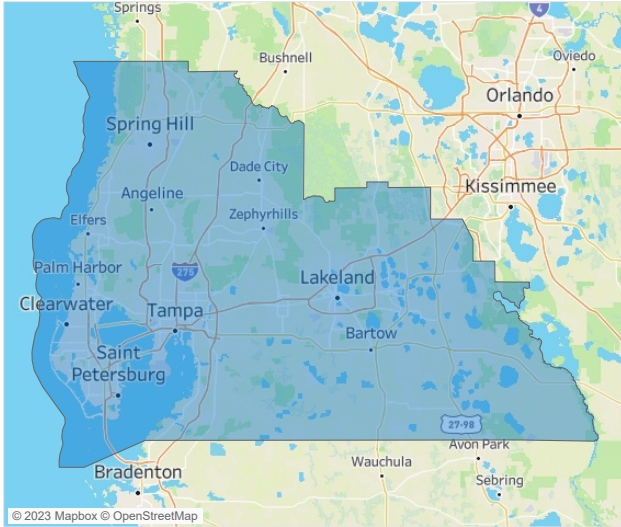 Springs
4
Bushnell
Oviedo
Orlando
Spring Hill
Dade City
Kissimmee
Angeline
Zephyrhills
Elfers
Palm Harbor
275
Lakeland
Clearwater
Tampa
Bartow
Saint
Petersburg
27-98
Avon Park
Wauchula
Bradenton
Sebring
© 2023 Mapbox © OpenStreetMap